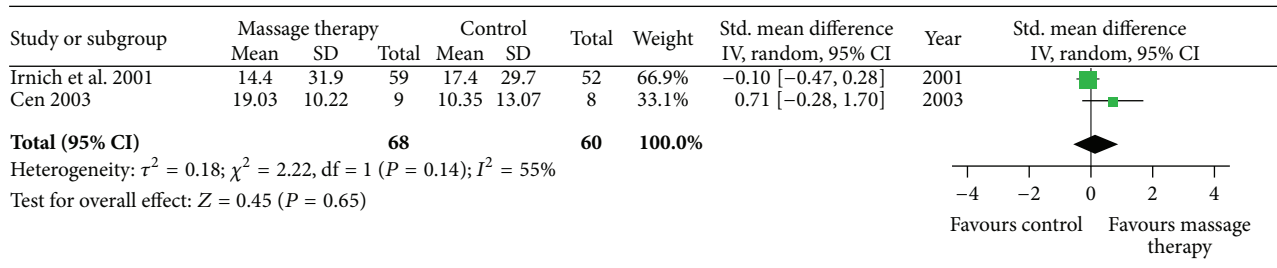 Study or subgroup Massage therapy Control Total Weight Std. mean difference Year Std. mean difference
Mean SD Total Mean SD IV, random, 95% CI IV, random, 95% CI
Irnich et al. 2001 14.4 31.9 59 17.4 29.7 52 66.9% −0.10 [−0.47, 0.28] 2001
Cen 2003 19.03 10.22 9 10.35 13.07 8 33.1% 0.71 [−0.28, 1.70] 2003
Total (95% CI) 68 60 100.0%
Heterogeneity: τ² = 0.18; χ² = 2.22, df = 1 (P = 0.14); I² = 55%
Test for overall effect: Z = 0.45 (P = 0.65)
−4 −2 0 2 4
Favours control Favours massage
therapy